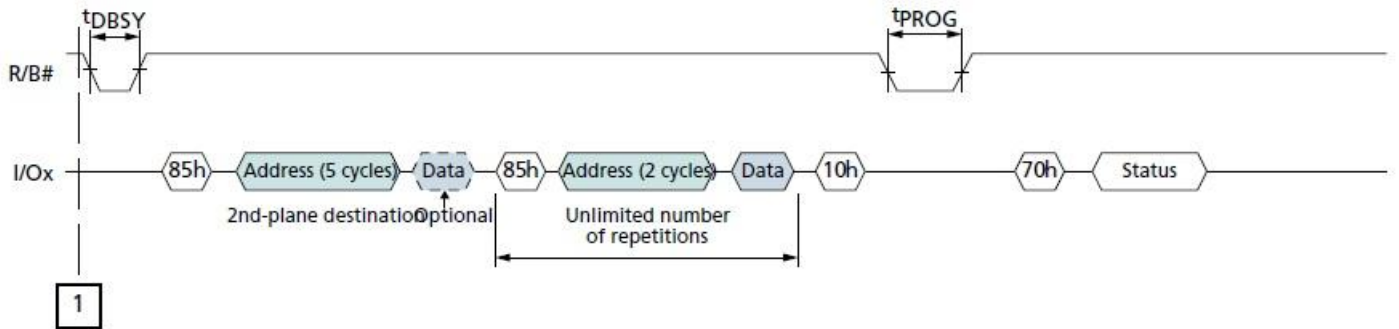 tDBSY tPROG
R/B#
I/Ox 85h Address (5 cycles) Data 85h Address (2 cycles) Data 10h 70h Status
2nd-plane destination Optional Unlimited number
of repetitions
1